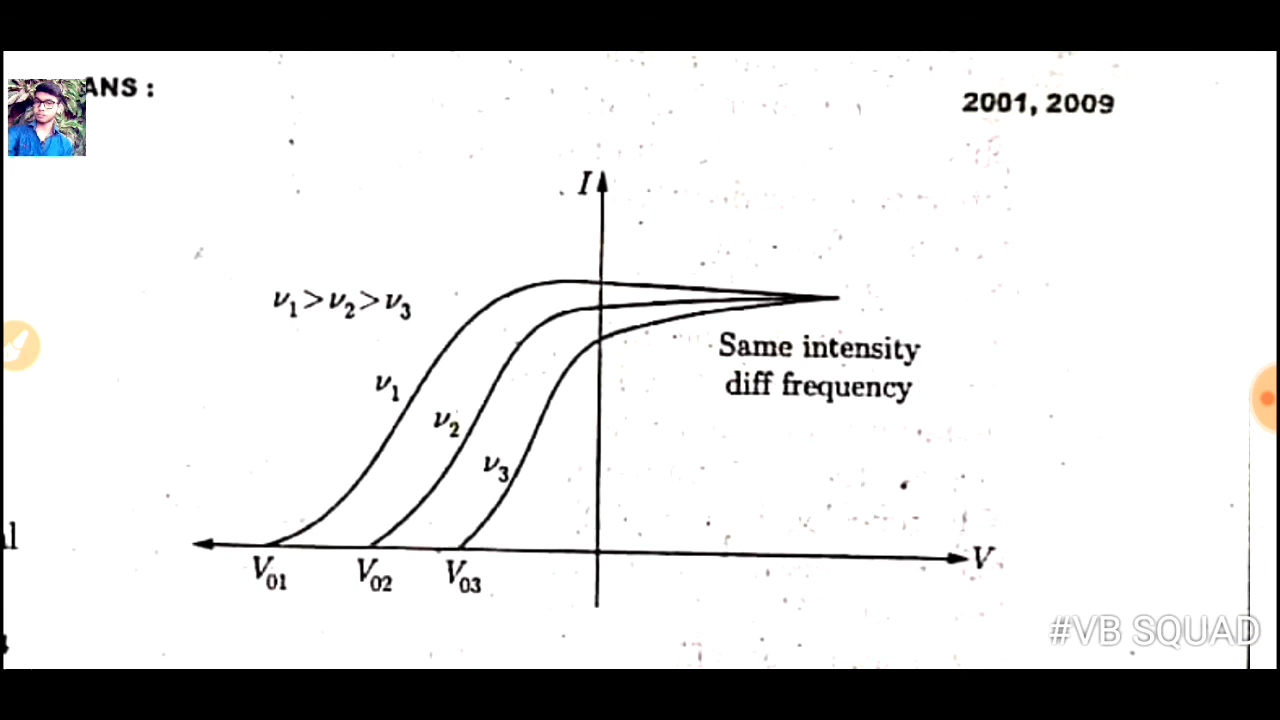 ANS :
2001, 2009
I
ν₁>ν₂>ν₃
Same intensity
diff frequency
ν₁
ν₂
ν₃
V₀₁
V₀₂
V₀₃
V
#VB SQUAD